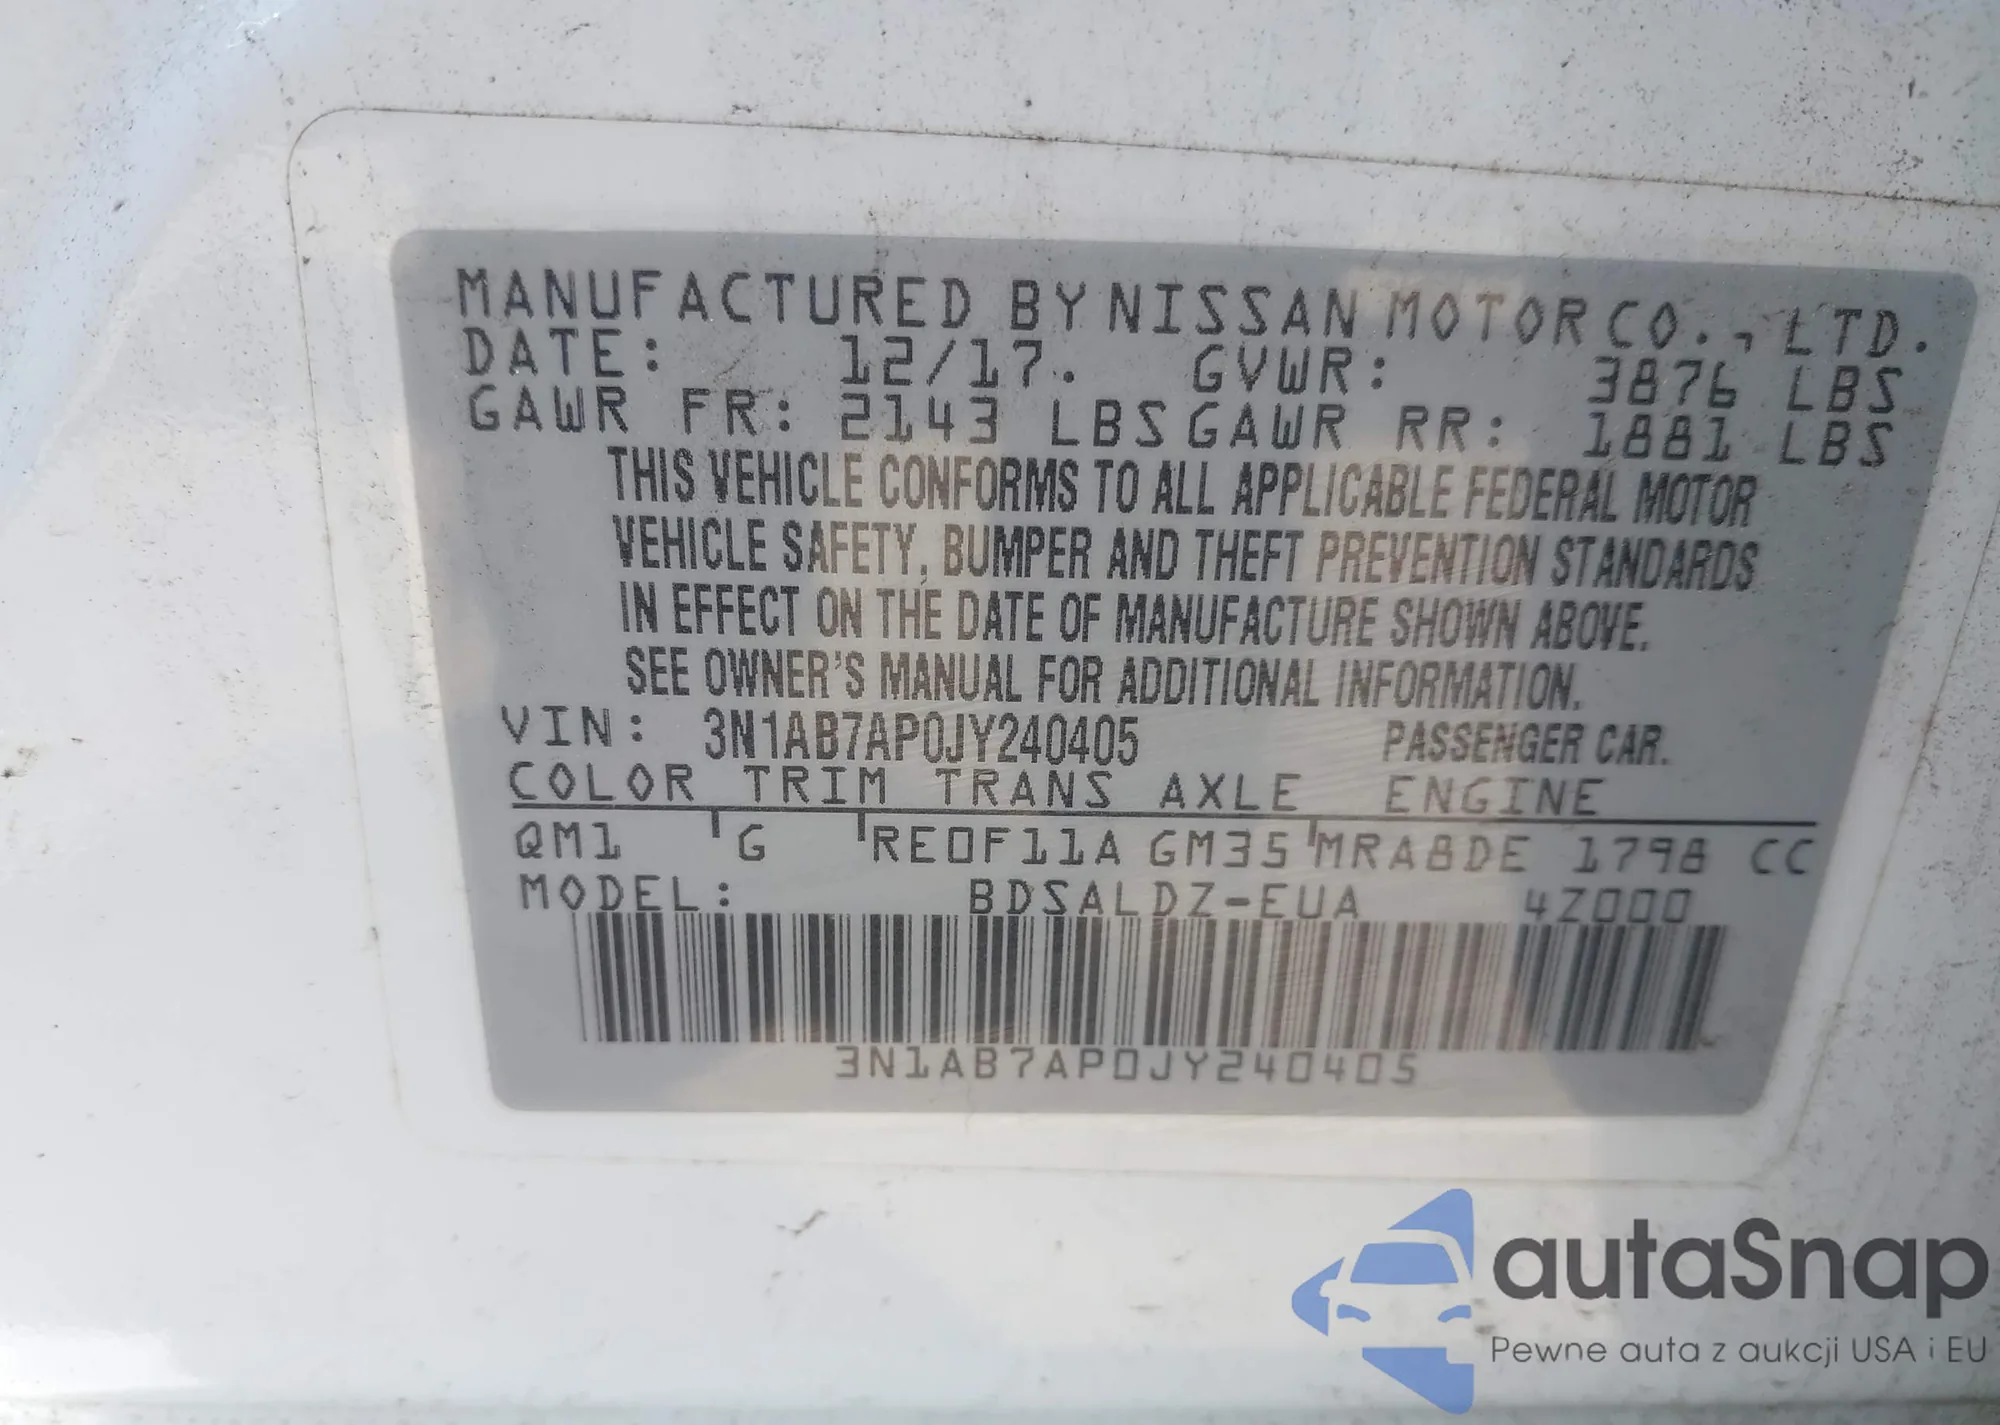 MANUFACTURED BY NISSAN MOTOR CO., LTD.
DATE: 12/17. GVWR: 3876 LBS
GAWR FR: 2143 LBS GAWR RR: 1881 LBS
THIS VEHICLE CONFORMS TO ALL APPLICABLE FEDERAL MOTOR
VEHICLE SAFETY, BUMPER AND THEFT PREVENTION STANDARDS
IN EFFECT ON THE DATE OF MANUFACTURE SHOWN ABOVE.
SEE OWNER'S MANUAL FOR ADDITIONAL INFORMATION.
VIN: 3N1AB7AP0JY240405 PASSENGER CAR.
COLOR TRIM TRANS AXLE ENGINE
QM1 G RE0F11A GM35 MRA8DE 1798 CC
MODEL: BDSALDZ-EUA 4Z000
3N1AB7AP0JY240405
autaSnap
Pewne auta z aukcji USA i EU